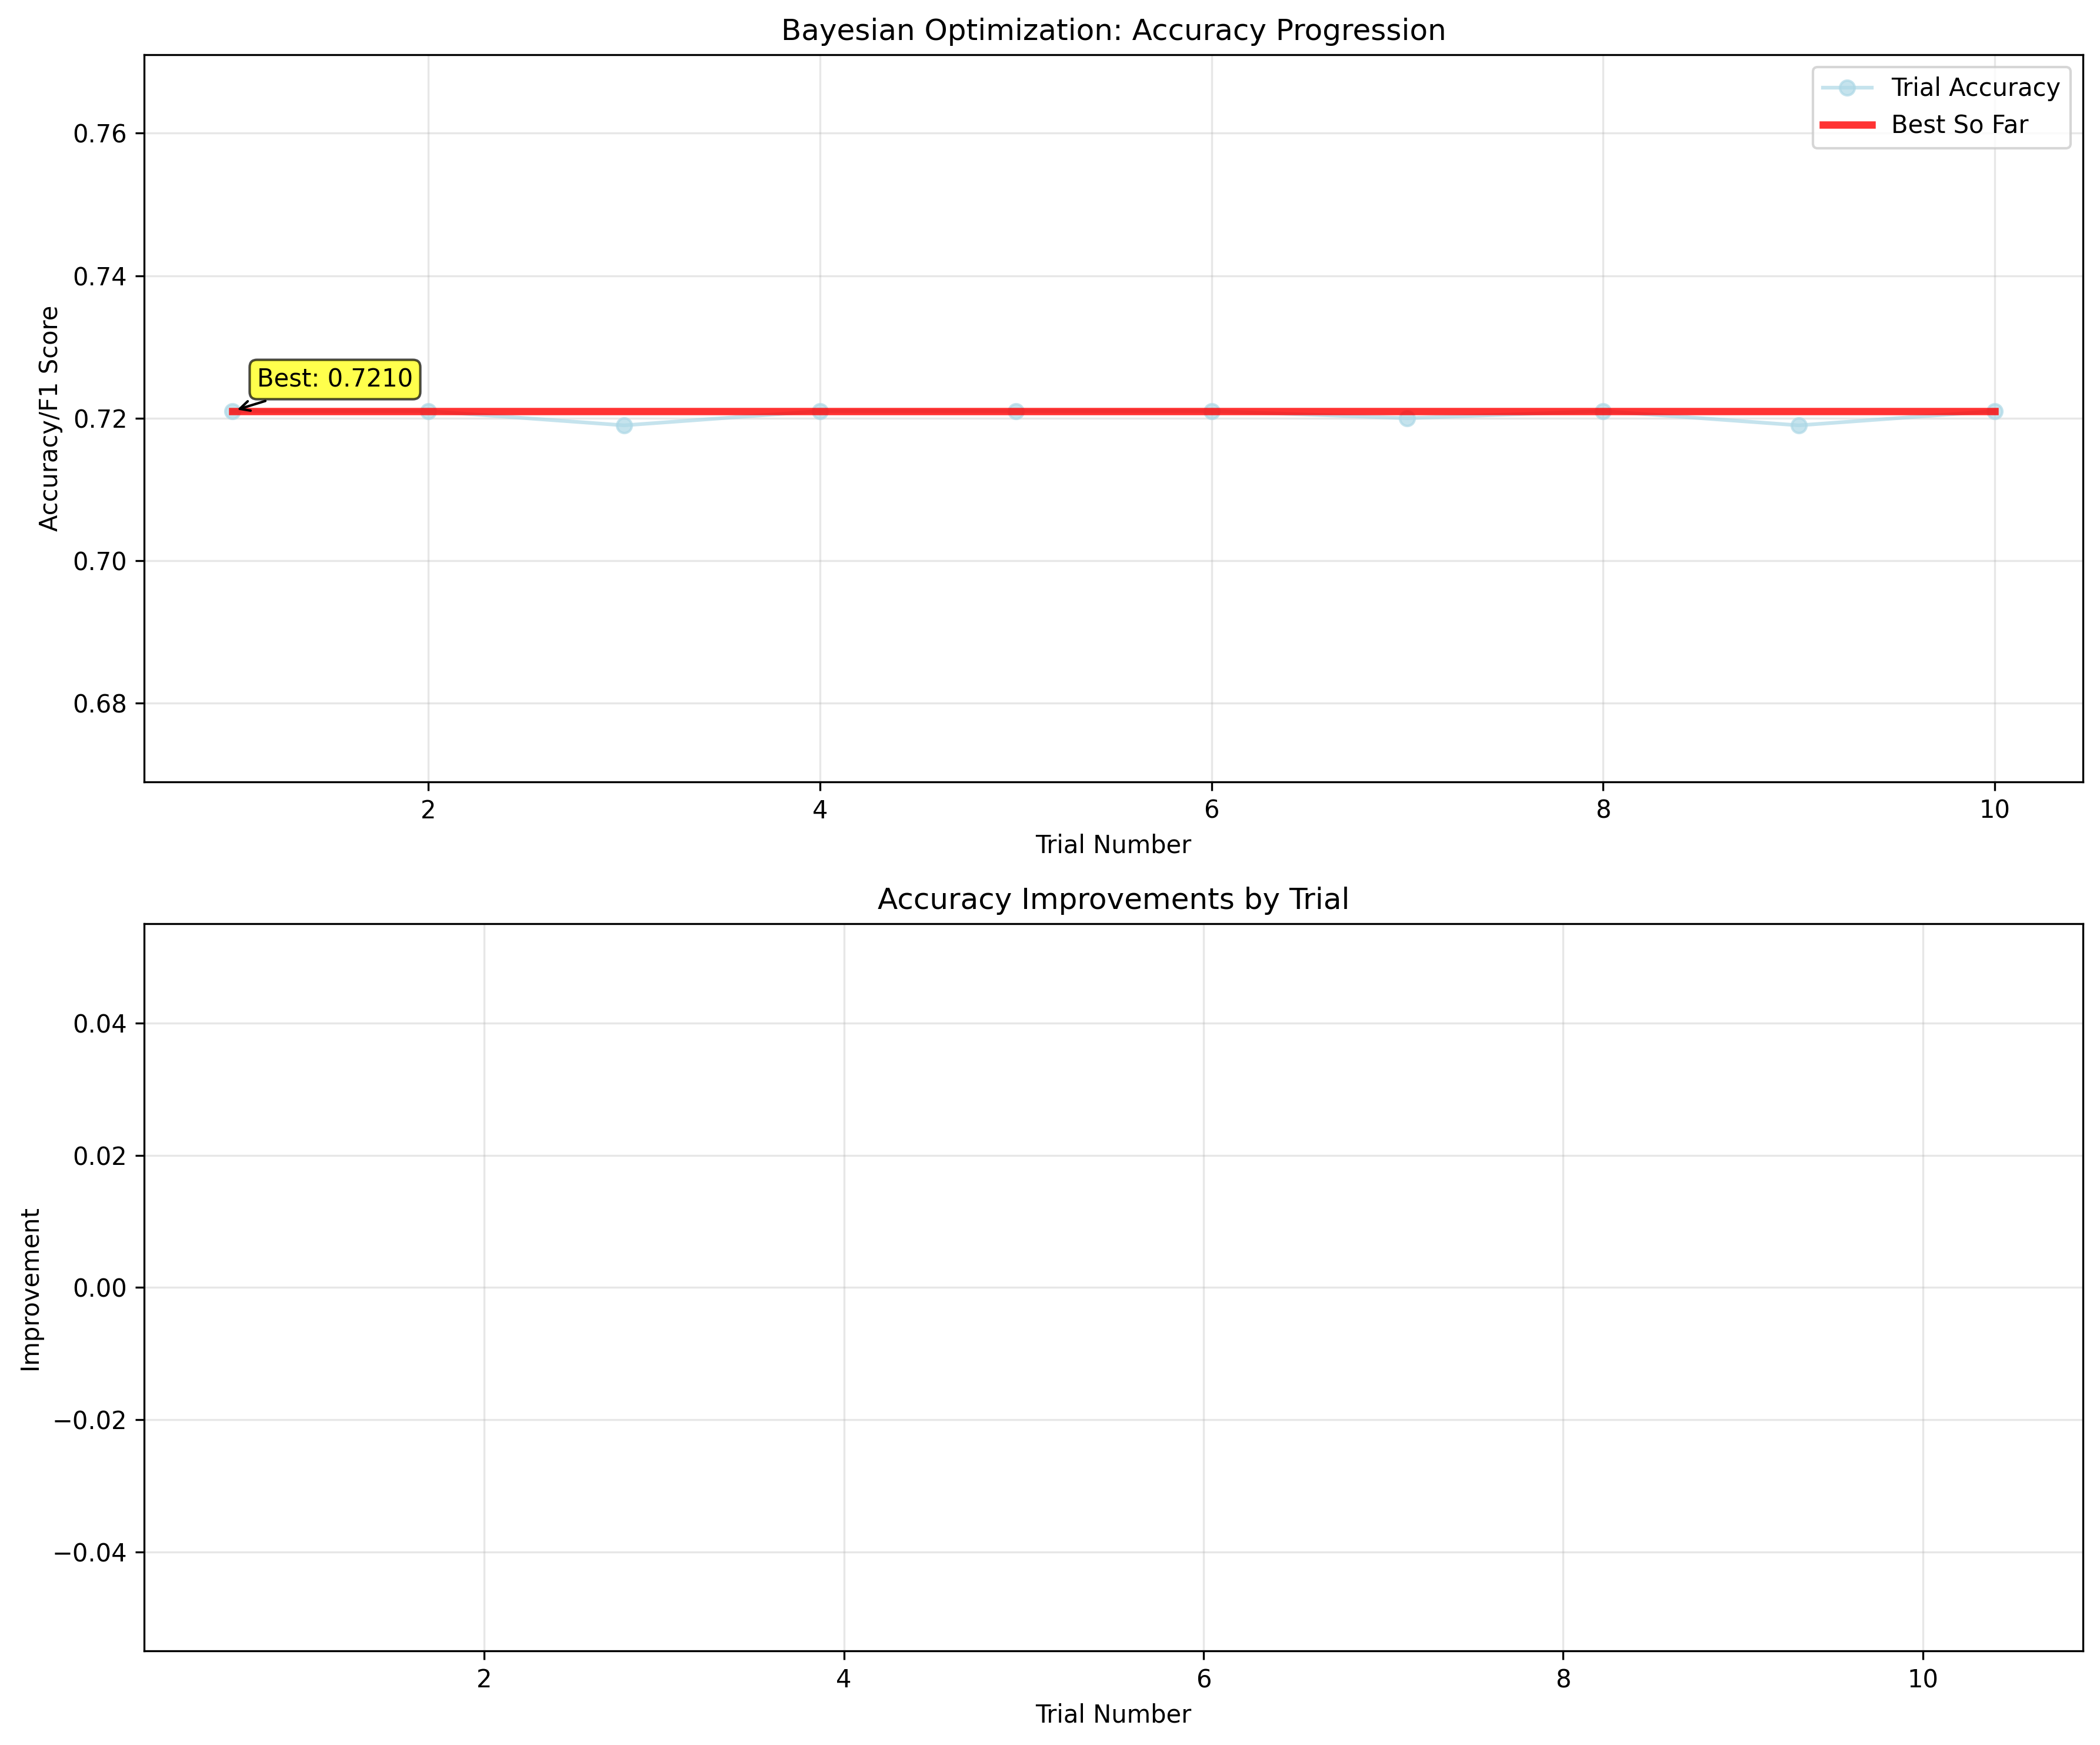 Bayesian Optimization: Accuracy Progression
Trial Accuracy
Best So Far
0.76
0.74
0.72
0.70
0.68
Accuracy/F1 Score
Best: 0.7210
2 4 6 8 10
Trial Number
Accuracy Improvements by Trial
0.04
0.02
0.00
−0.02
−0.04
Improvement
2 4 6 8 10
Trial Number